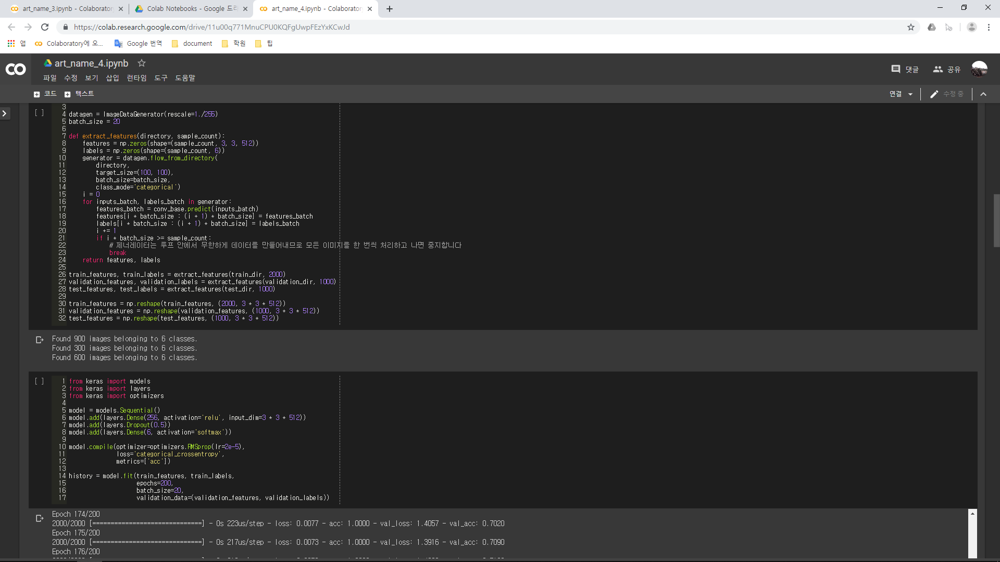 art_name_3.ipynb - Colaborator
Colab Notebooks - Google 드라
art_name_4.ipynb - Colaborator
https://colab.research.google.com/drive/11u00q771MnuCPU0KQFgUwpFEzYxKCwJd
앱 Colaboratory에 오... Google 번역 document 학원 팁
CO
art_name_4.ipynb
댓글 공유
파일 수정 보기 삽입 런타임 도구 도움말
코드 텍스트
연결 수정 중
[ ]
3
4 datagen = ImageDataGenerator(rescale=1./255)
5 batch_size = 20
6
7 def extract_features(directory, sample_count):
8     features = np.zeros(shape=(sample_count, 3, 3, 512))
9     labels = np.zeros(shape=(sample_count, 6))
10     generator = datagen.flow_from_directory(
11         directory,
12         target_size=(100, 100),
13         batch_size=batch_size,
14         class_mode='categorical')
15     i = 0
16     for inputs_batch, labels_batch in generator:
17         features_batch = conv_base.predict(inputs_batch)
18         features[i * batch_size : (i + 1) * batch_size] = features_batch
19         labels[i * batch_size : (i + 1) * batch_size] = labels_batch
20         i += 1
21         if i * batch_size >= sample_count:
22             # 제너레이터는 루프 안에서 무한하게 데이터을 만들어내므로 모든 이미지를 한 번씩 처리하고 나면 중지합니다
23             break
24     return features, labels
25
26 train_features, train_labels = extract_features(train_dir, 2000)
27 validation_features, validation_labels = extract_features(validation_dir, 1000)
28 test_features, test_labels = extract_features(test_dir, 1000)
29
30 train_features = np.reshape(train_features, (2000, 3 * 3 * 512))
31 validation_features = np.reshape(validation_features, (1000, 3 * 3 * 512))
32 test_features = np.reshape(test_features, (1000, 3 * 3 * 512))
Found 900 images belonging to 6 classes.
Found 300 images belonging to 6 classes.
Found 600 images belonging to 6 classes.
[ ]
1 from keras import models
2 from keras import layers
3 from keras import optimizers
4
5 model = models.Sequential()
6 model.add(layers.Dense(256, activation='relu', input_dim=3 * 3 * 512))
7 model.add(layers.Dropout(0.5))
8 model.add(layers.Dense(6, activation='softmax'))
9
10 model.compile(optimizer=optimizers.RMSprop(lr=2e-5),
11               loss='categorical_crossentropy',
12               metrics=['acc'])
13
14 history = model.fit(train_features, train_labels,
15                     epochs=200,
16                     batch_size=20,
17                     validation_data=(validation_features, validation_labels))
Epoch 174/200
2000/2000 [==============================] - 0s 223us/step - loss: 0.0077 - acc: 1.0000 - val_loss: 1.4057 - val_acc: 0.7020
Epoch 175/200
2000/2000 [==============================] - 0s 217us/step - loss: 0.0073 - acc: 1.0000 - val_loss: 1.3916 - val_acc: 0.7090
Epoch 176/200